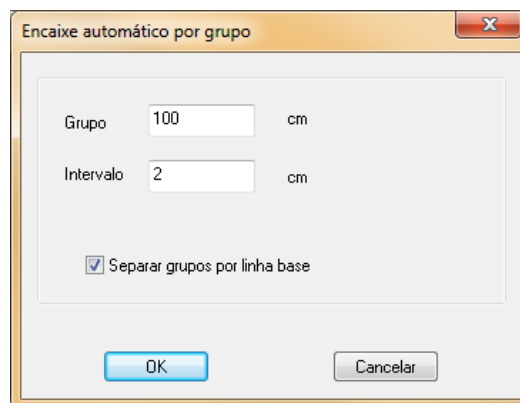 Encaixe automático por grupo
Grupo 100 cm
Intervalo 2 cm
Separar grupos por linha base
OK Cancelar